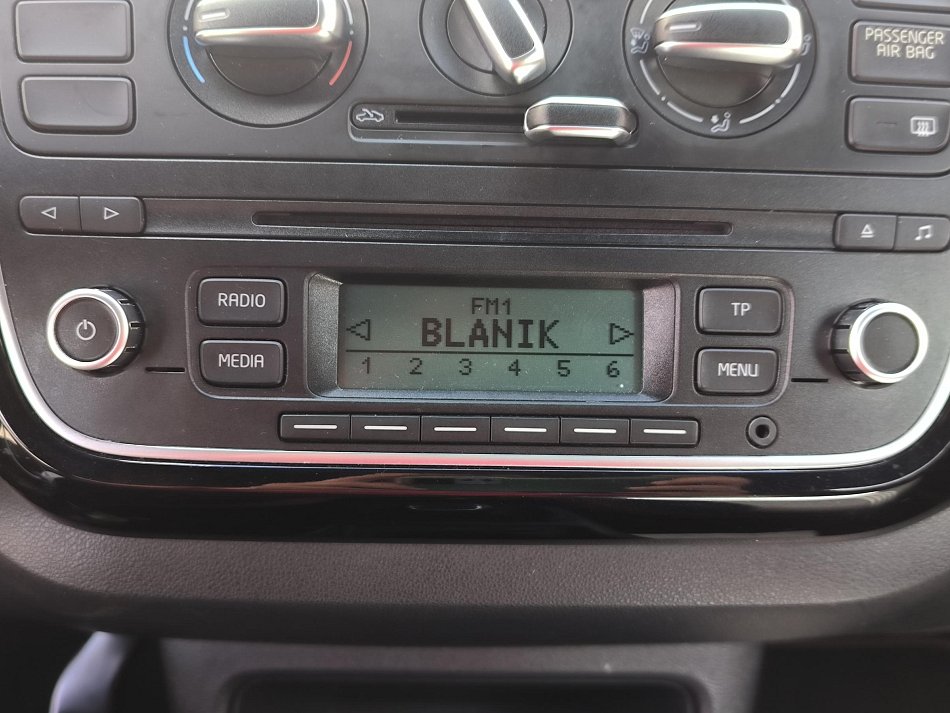 PASSENGER
AIR BAG
RADIO
MEDIA
FM1
BLANIK
1 2 3 4 5 6
TP
MENU